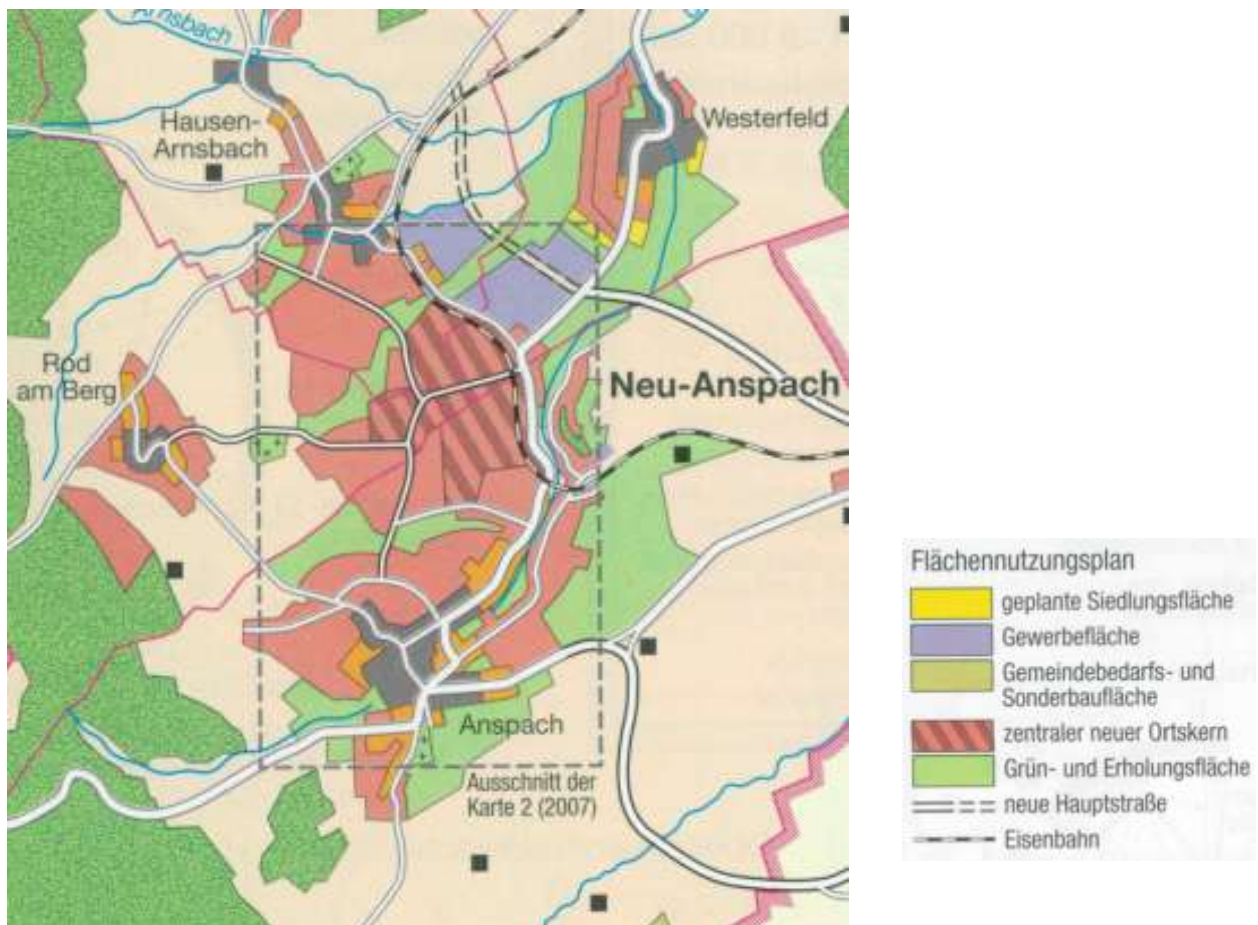 Arnsbach
Hausen-
Arnsbach
Westerfeld
Rod
am Berg
Neu-Anspach
Anspach
Ausschnitt der
Karte 2 (2007)
Flächennutzungsplan
geplante Siedlungsfläche
Gewerbefläche
Gemeindebedarfs- und
Sonderbaufläche
zentraler neuer Ortskern
Grün- und Erholungsfläche
neue Hauptstraße
Eisenbahn